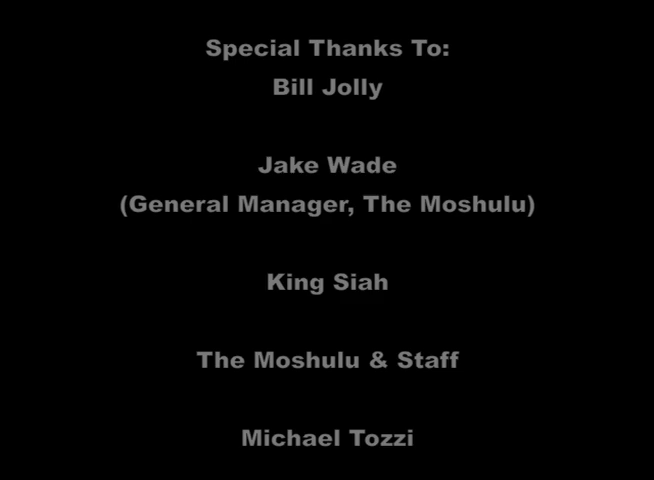 Special Thanks To:
Bill Jolly
Jake Wade
(General Manager, The Moshulu)
King Siah
The Moshulu & Staff
Michael Tozzi